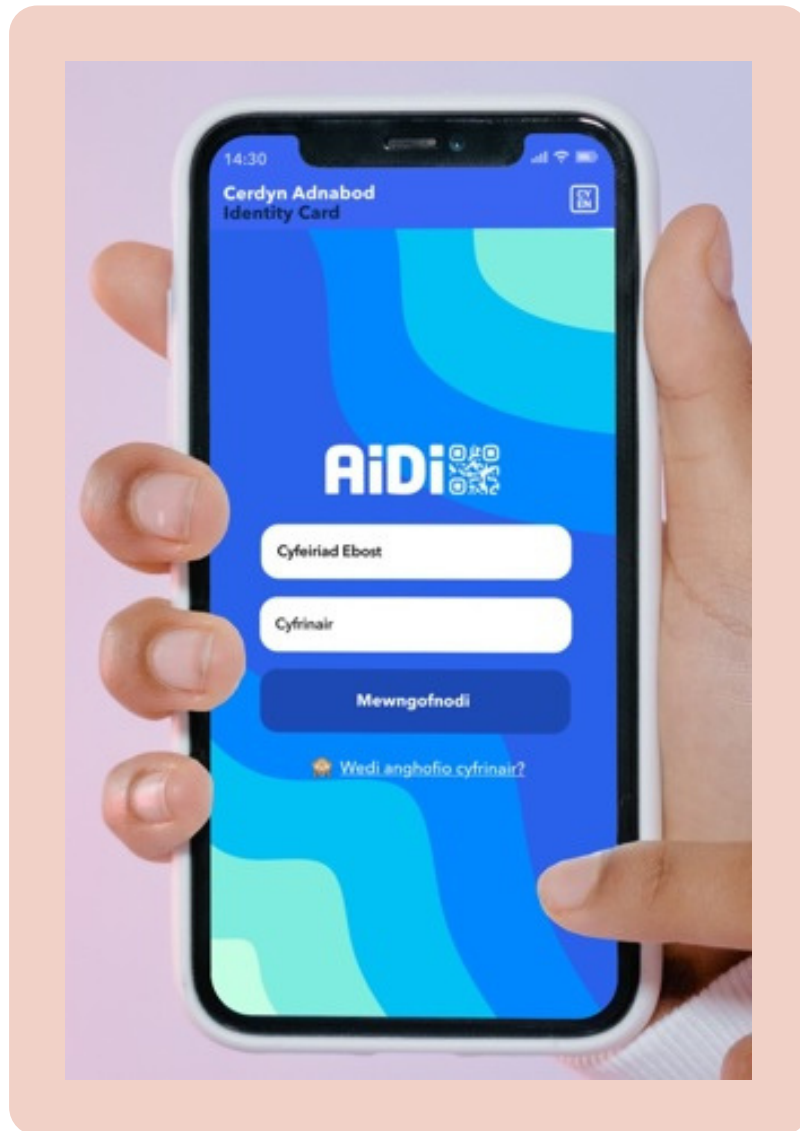 14:30
Cerdyn Adnabod
Identity Card
CY
EN
AiDi
Cyfeiriad Ebost
Cyfrinair
Mewngofnodi
Wedi anghofio cyfrinair?